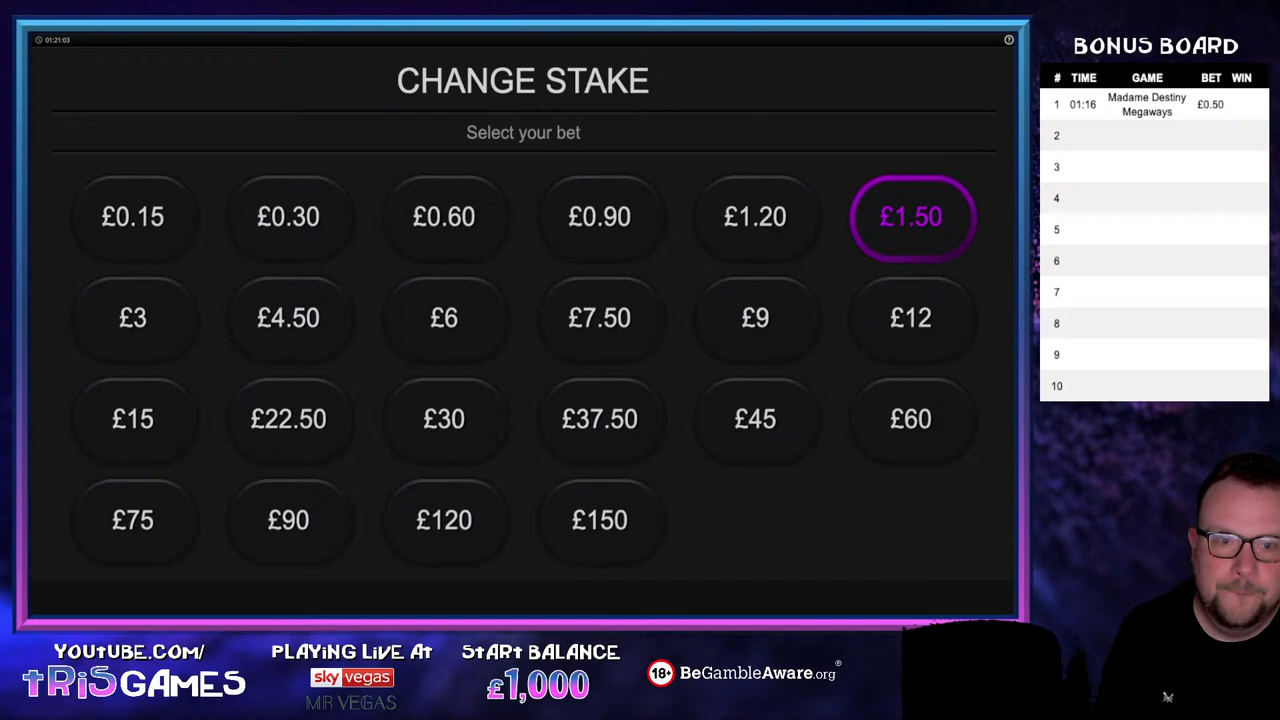 01:21:03
CHANGE STAKE
Select your bet
£0.15 £0.30 £0.60 £0.90 £1.20 £1.50
£3 £4.50 £6 £7.50 £9 £12
£15 £22.50 £30 £37.50 £45 £60
£75 £90 £120 £150
BONUS BOARD
# TIME GAME BET WIN
1 01:16 Madame Destiny Megaways £0.50
2
3
4
5
6
7
8
9
10
YOUTUBE.COM/
TRISGAMES
PLAYING LIVE AT
sky vegas
MR VEGAS
START BALANCE
£1,000
18+ BeGambleAware.org®